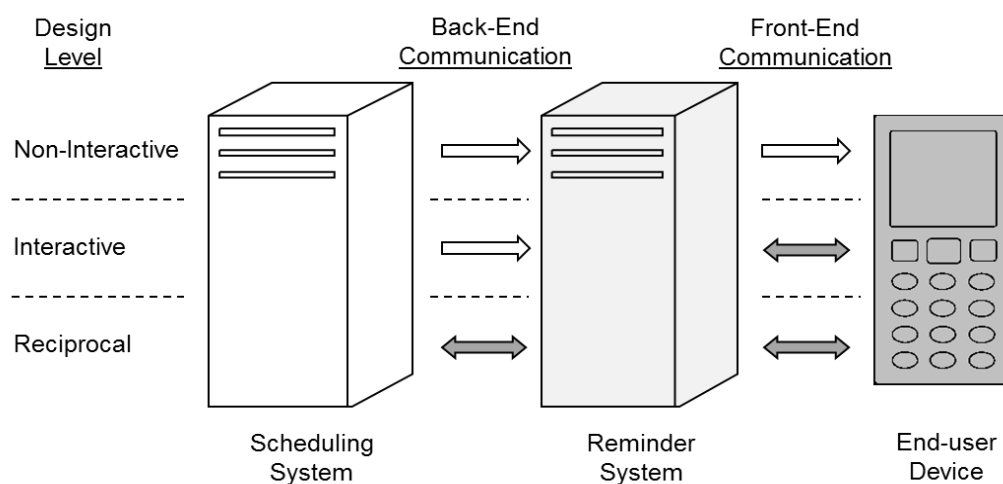 Design
Level
Back-End
Communication
Front-End
Communication
Non-Interactive
Interactive
Reciprocal
Scheduling
System
Reminder
System
End-user
Device